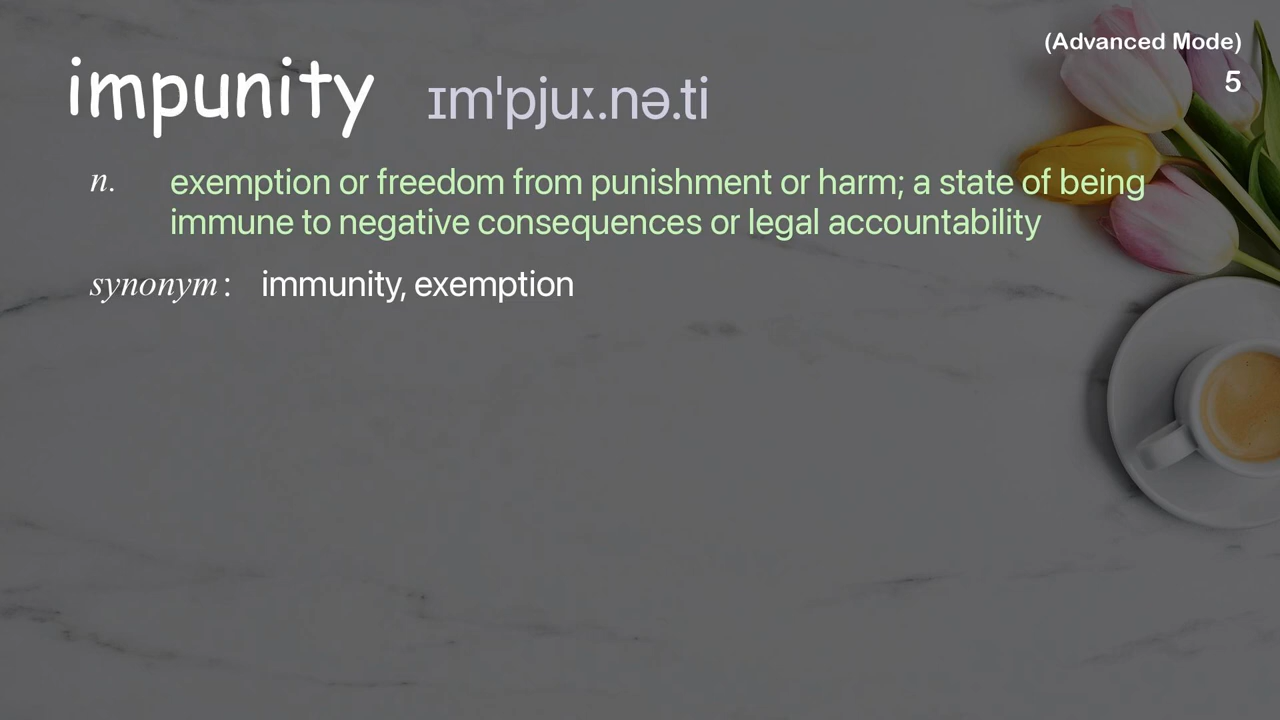 (Advanced Mode)
5
impunity ɪmˈpjuː.nə.ti
n. exemption or freedom from punishment or harm; a state of being
immune to negative consequences or legal accountability
synonym : immunity, exemption